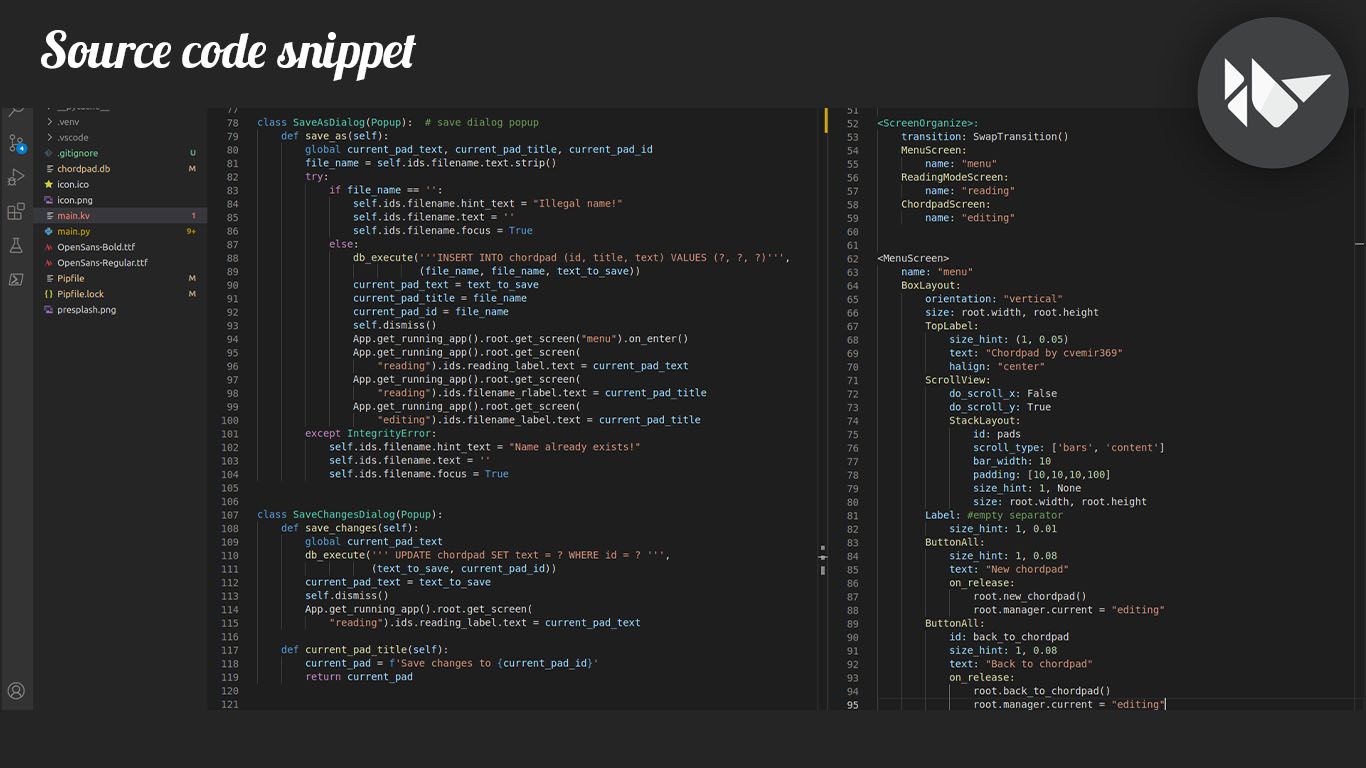 Source code snippet
__pycache__
.venv
.vscode
.gitignore U
chordpad.db M
icon.ico
icon.png
main.kv 1
main.py 9+
OpenSans-Bold.ttf
OpenSans-Regular.ttf
Pipfile M
Pipfile.lock M
presplash.png
4
77
78 class SaveAsDialog(Popup):  # save dialog popup
79     def save_as(self):
80         global current_pad_text, current_pad_title, current_pad_id
81         file_name = self.ids.filename.text.strip()
82         try:
83             if file_name == '':
84                 self.ids.filename.hint_text = "Illegal name!"
85                 self.ids.filename.text = ''
86                 self.ids.filename.focus = True
87             else:
88                 db_execute('''INSERT INTO chordpad (id, title, text) VALUES (?, ?, ?)''',
89                            (file_name, file_name, text_to_save))
90                 current_pad_text = text_to_save
91                 current_pad_title = file_name
92                 current_pad_id = file_name
93                 self.dismiss()
94                 App.get_running_app().root.get_screen("menu").on_enter()
95                 App.get_running_app().root.get_screen(
96                     "reading").ids.reading_label.text = current_pad_text
97                 App.get_running_app().root.get_screen(
98                     "reading").ids.filename_rlabel.text = current_pad_title
99                 App.get_running_app().root.get_screen(
100                     "editing").ids.filename_label.text = current_pad_title
101         except IntegrityError:
102             self.ids.filename.hint_text = "Name already exists!"
103             self.ids.filename.text = ''
104             self.ids.filename.focus = True
105
106
107 class SaveChangesDialog(Popup):
108     def save_changes(self):
109         global current_pad_text
110         db_execute(''' UPDATE chordpad SET text = ? WHERE id = ? ''',
111                    (text_to_save, current_pad_id))
112         current_pad_text = text_to_save
113         self.dismiss()
114         App.get_running_app().root.get_screen(
115             "reading").ids.reading_label.text = current_pad_text
116
117     def current_pad_title(self):
118         current_pad = f'Save changes to {current_pad_id}'
119         return current_pad
120
121
51
52 <ScreenOrganize>:
53     transition: SwapTransition()
54     MenuScreen:
55         name: "menu"
56     ReadingModeScreen:
57         name: "reading"
58     ChordpadScreen:
59         name: "editing"
60
61
62 <MenuScreen>
63     name: "menu"
64     BoxLayout:
65         orientation: "vertical"
66         size: root.width, root.height
67         TopLabel:
68             size_hint: (1, 0.05)
69             text: "Chordpad by cvemir369"
70             halign: "center"
71         ScrollView:
72             do_scroll_x: False
73             do_scroll_y: True
74             StackLayout:
75                 id: pads
76                 scroll_type: ['bars', 'content']
77                 bar_width: 10
78                 padding: [10,10,10,100]
79                 size_hint: 1, None
80                 size: root.width, root.height
81         Label: #empty separator
82             size_hint: 1, 0.01
83         ButtonAll:
84             size_hint: 1, 0.08
85             text: "New chordpad"
86             on_release:
87                 root.new_chordpad()
88                 root.manager.current = "editing"
89         ButtonAll:
90             id: back_to_chordpad
91             size_hint: 1, 0.08
92             text: "Back to chordpad"
93             on_release:
94                 root.back_to_chordpad()
95                 root.manager.current = "editing"